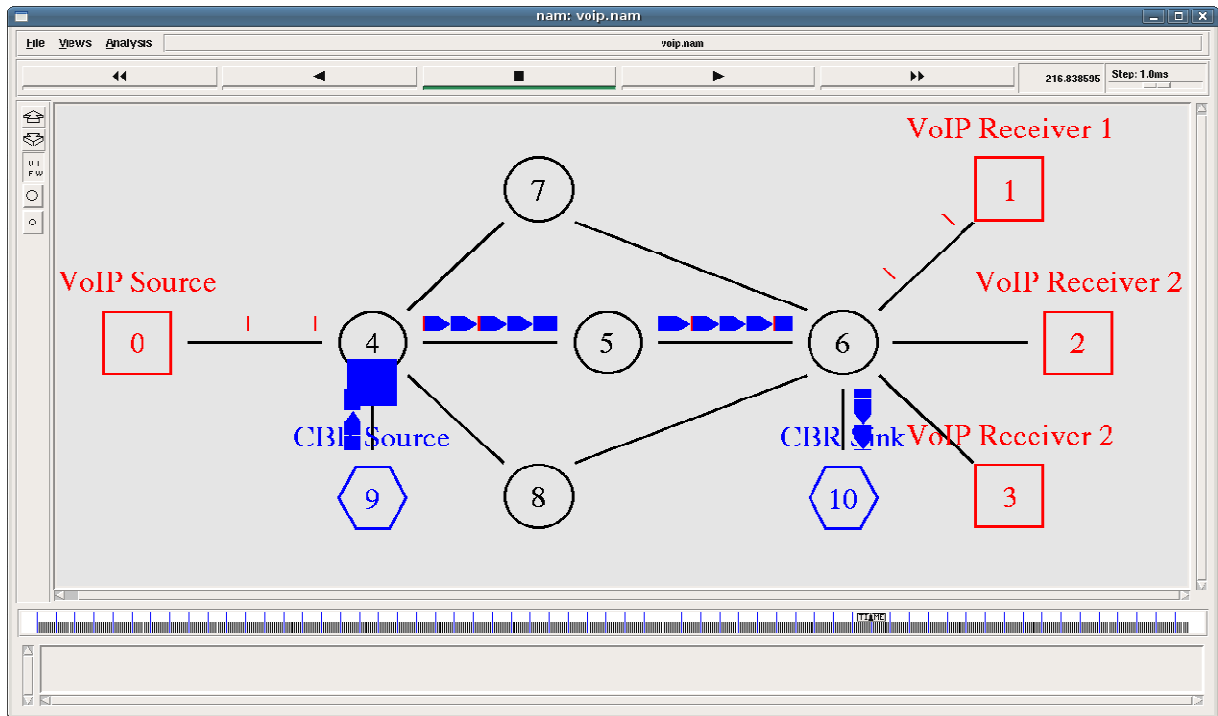 nam: voip.nam
File Views Analysis voip.nam
216.838595 Step: 1.0ms
VoIP Receiver 1
7
1
VoIP Source
VoIP Receiver 2
0
4
5
6
2
CBR Source
CBR Sink
VoIP Receiver 2
9
8
10
3
TIME